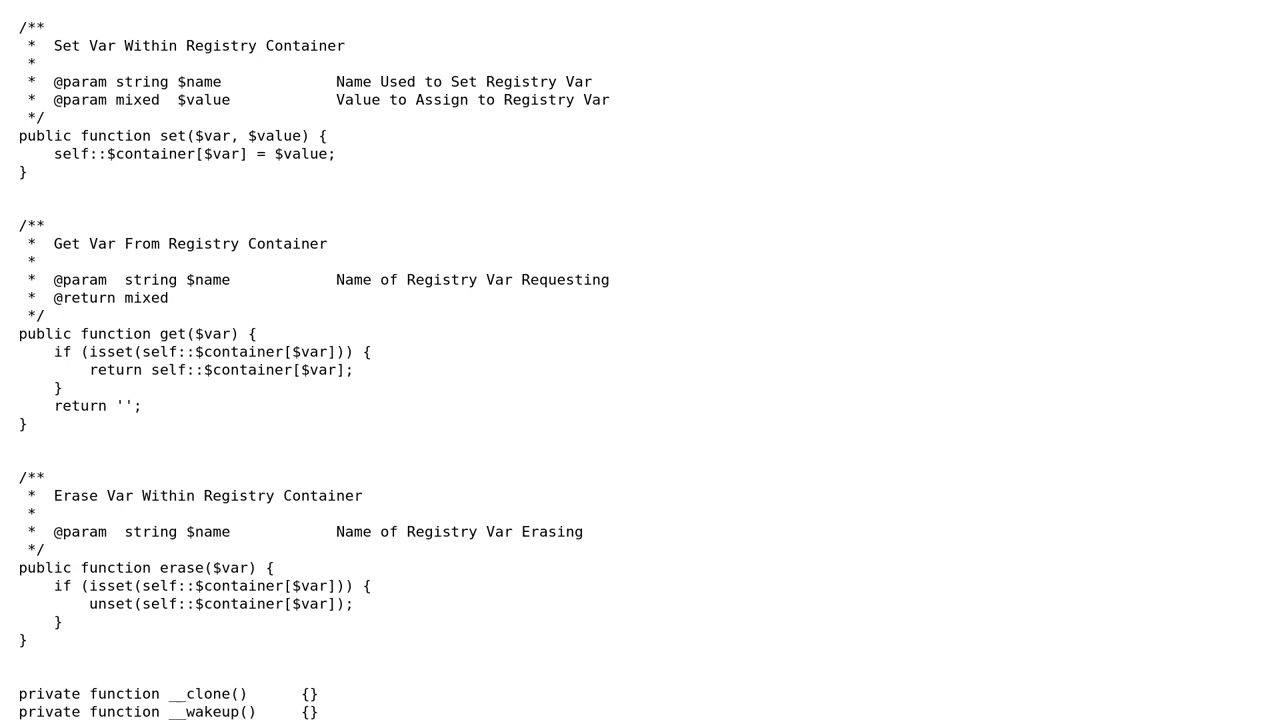 /**
 *  Set Var Within Registry Container
 *
 *  @param string $name             Name Used to Set Registry Var
 *  @param mixed  $value            Value to Assign to Registry Var
 */
public function set($var, $value) {
    self::$container[$var] = $value;
}

/**
 *  Get Var From Registry Container
 *
 *  @param  string $name            Name of Registry Var Requesting
 *  @return mixed
 */
public function get($var) {
    if (isset(self::$container[$var])) {
        return self::$container[$var];
    }
    return '';
}

/**
 *  Erase Var Within Registry Container
 *
 *  @param  string $name            Name of Registry Var Erasing
 */
public function erase($var) {
    if (isset(self::$container[$var])) {
        unset(self::$container[$var]);
    }
}

private function __clone()      {}
private function __wakeup()     {}